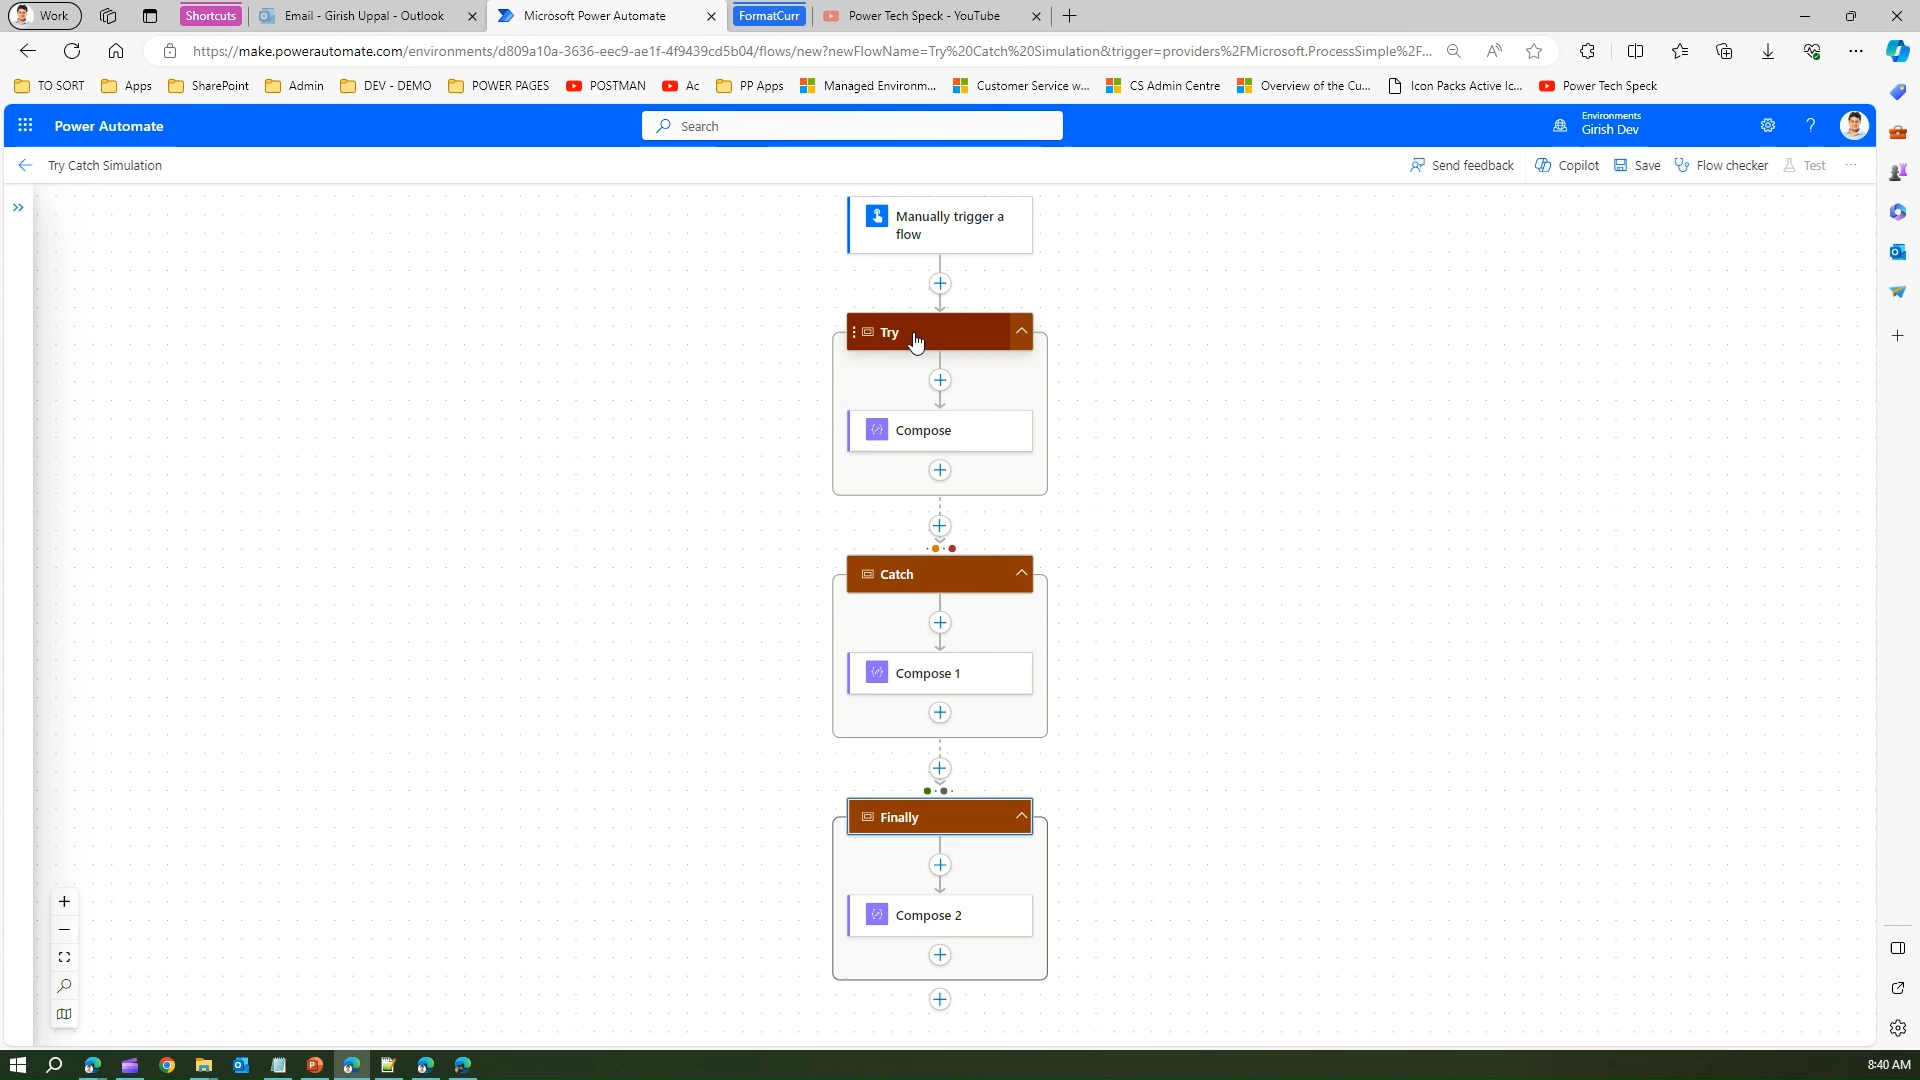 Work
Shortcuts
Email - Girish Uppal - Outlook
Microsoft Power Automate
FormatCurr
Power Tech Speck - YouTube
https://make.powerautomate.com/environments/d809a10a-3636-eec9-ae1f-4f9439cd5b04/flows/new?newFlowName=Try%20Catch%20Simulation&trigger=providers%2FMicrosoft.ProcessSimple%2F...
TO SORT
Apps
SharePoint
Admin
DEV - DEMO
POWER PAGES
POSTMAN
Ac
PP Apps
Managed Environm...
Customer Service w...
CS Admin Centre
Overview of the Cu...
Icon Packs Active Ic...
Power Tech Speck
Power Automate
Search
Environments
Girish Dev
Try Catch Simulation
Send feedback
Copilot
Save
Flow checker
Test
Manually trigger a
flow
Try
Compose
Catch
Compose 1
Finally
Compose 2
8:40 AM